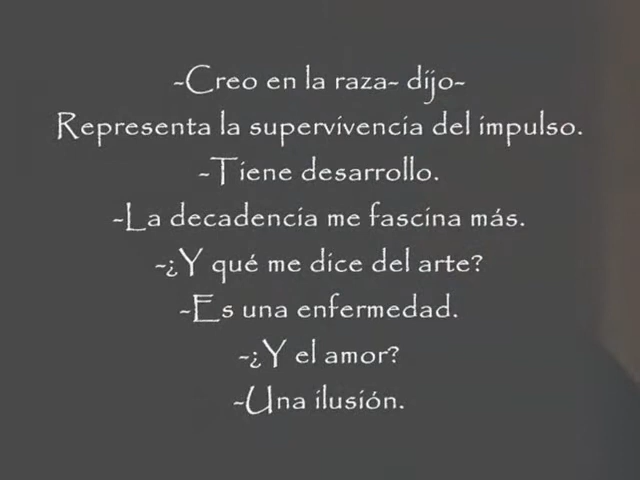 -Creo en la raza- dijo-
Representa la supervivencia del impulso.
-Tiene desarrollo.
-La decadencia me fascina más.
-¿Y qué me dice del arte?
-Es una enfermedad.
-¿Y el amor?
-Una ilusión.